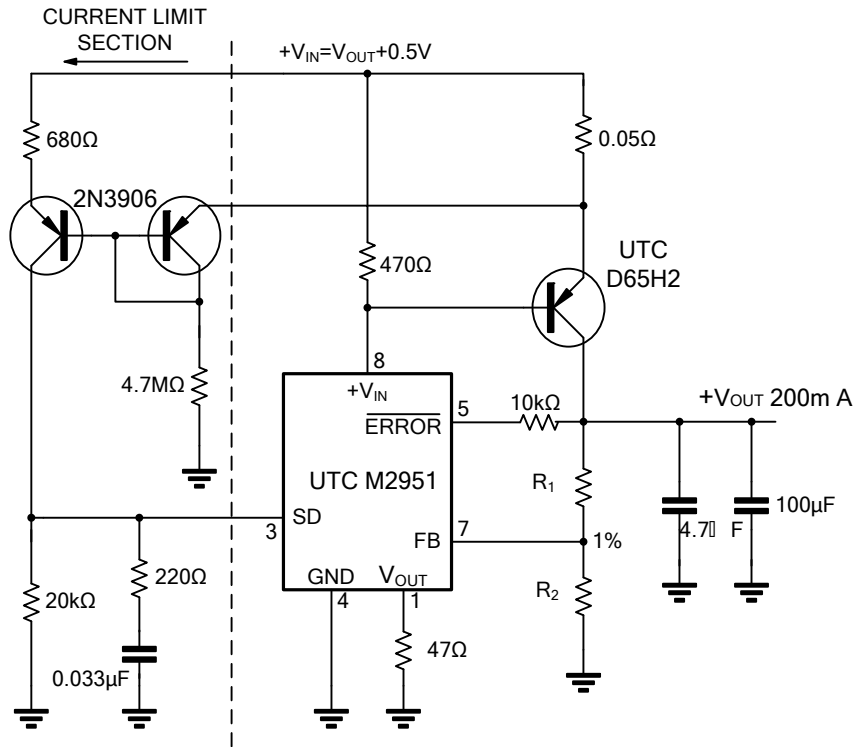 CURRENT LIMIT
SECTION
+VIN=VOUT+0.5V
680Ω
0.05Ω
2N3906
470Ω
UTC
D65H2
4.7MΩ
8
+VIN
5
10kΩ
+VOUT 200m A
ERROR
UTC M2951
R1
3
SD
FB
7
1%
4.7▯ F
100μF
20kΩ
220Ω
GND
VOUT
4
1
R2
47Ω
0.033μF